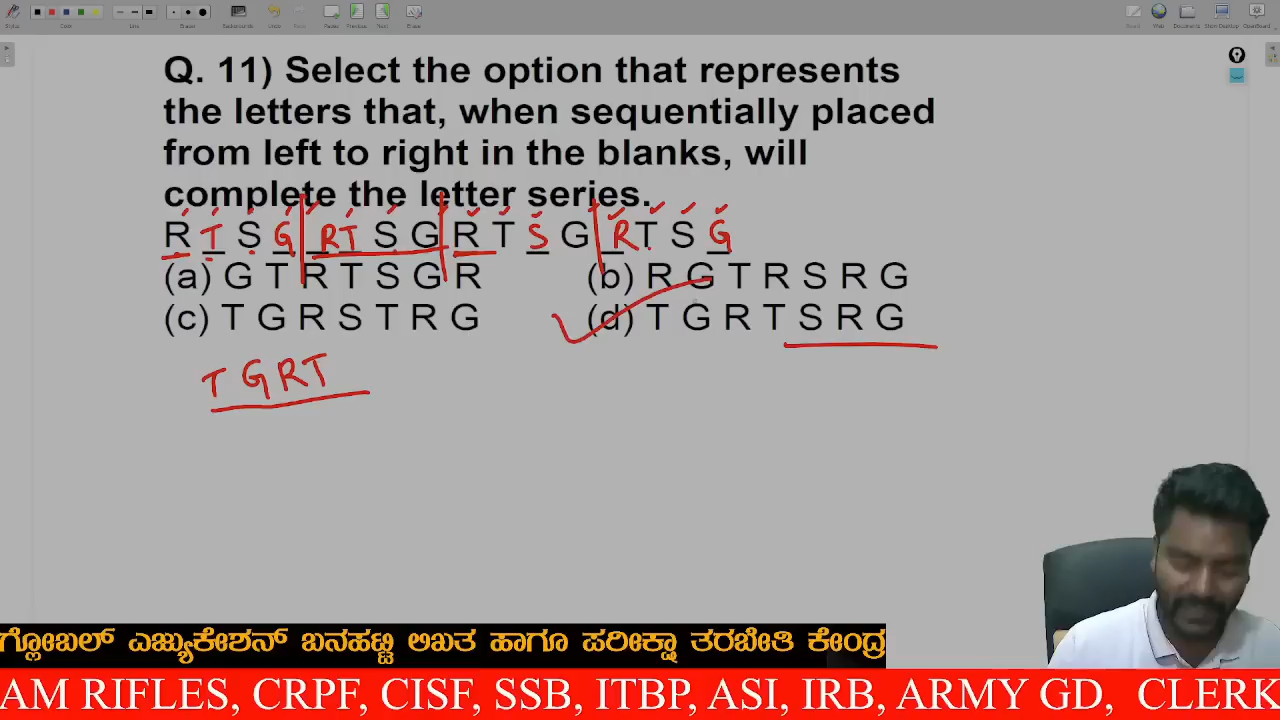 Q. 11) Select the option that represents
the letters that, when sequentially placed
from left to right in the blanks, will
complete the letter series.
R T S G R T S G R T S G R T S G
(a) G T R T S G R (b) R G T R S R G
(c) T G R S T R G (d) T G R T S R G
T G R T
ಗ್ಲೋಬಲ್ ಎಜ್ಯುಕೇಶನ್ ಬನಹಟ್ಟಿ ಉಚಿತ ಹಾಗೂ ಪರೀಕ್ಷಾ ತರಬೇತಿ ಕೇಂದ್ರ
AM RIFLES, CRPF, CISF, SSB, ITBP, ASI, IRB, ARMY GD, CLERK